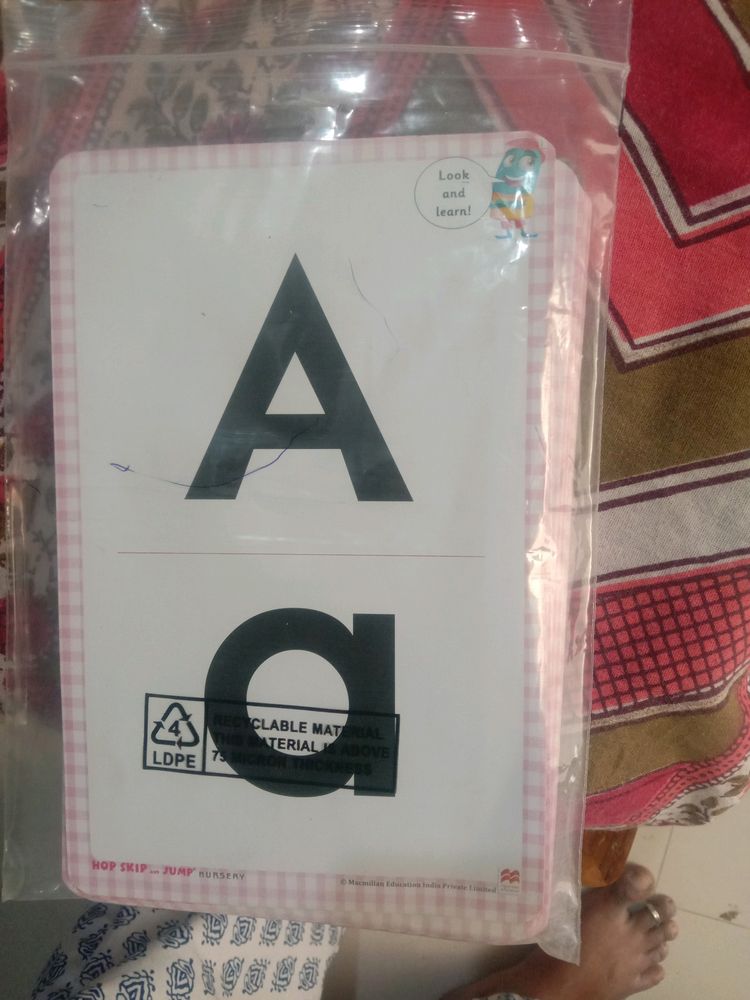 Look
and
learn!
A
a
4
LDPE
RECYCLABLE MATERIAL
THIS MATERIAL IS ABOVE
75 MICRON THICKNESS
HOP SKIP and JUMP NURSERY
© Macmillan Education India Private Limited